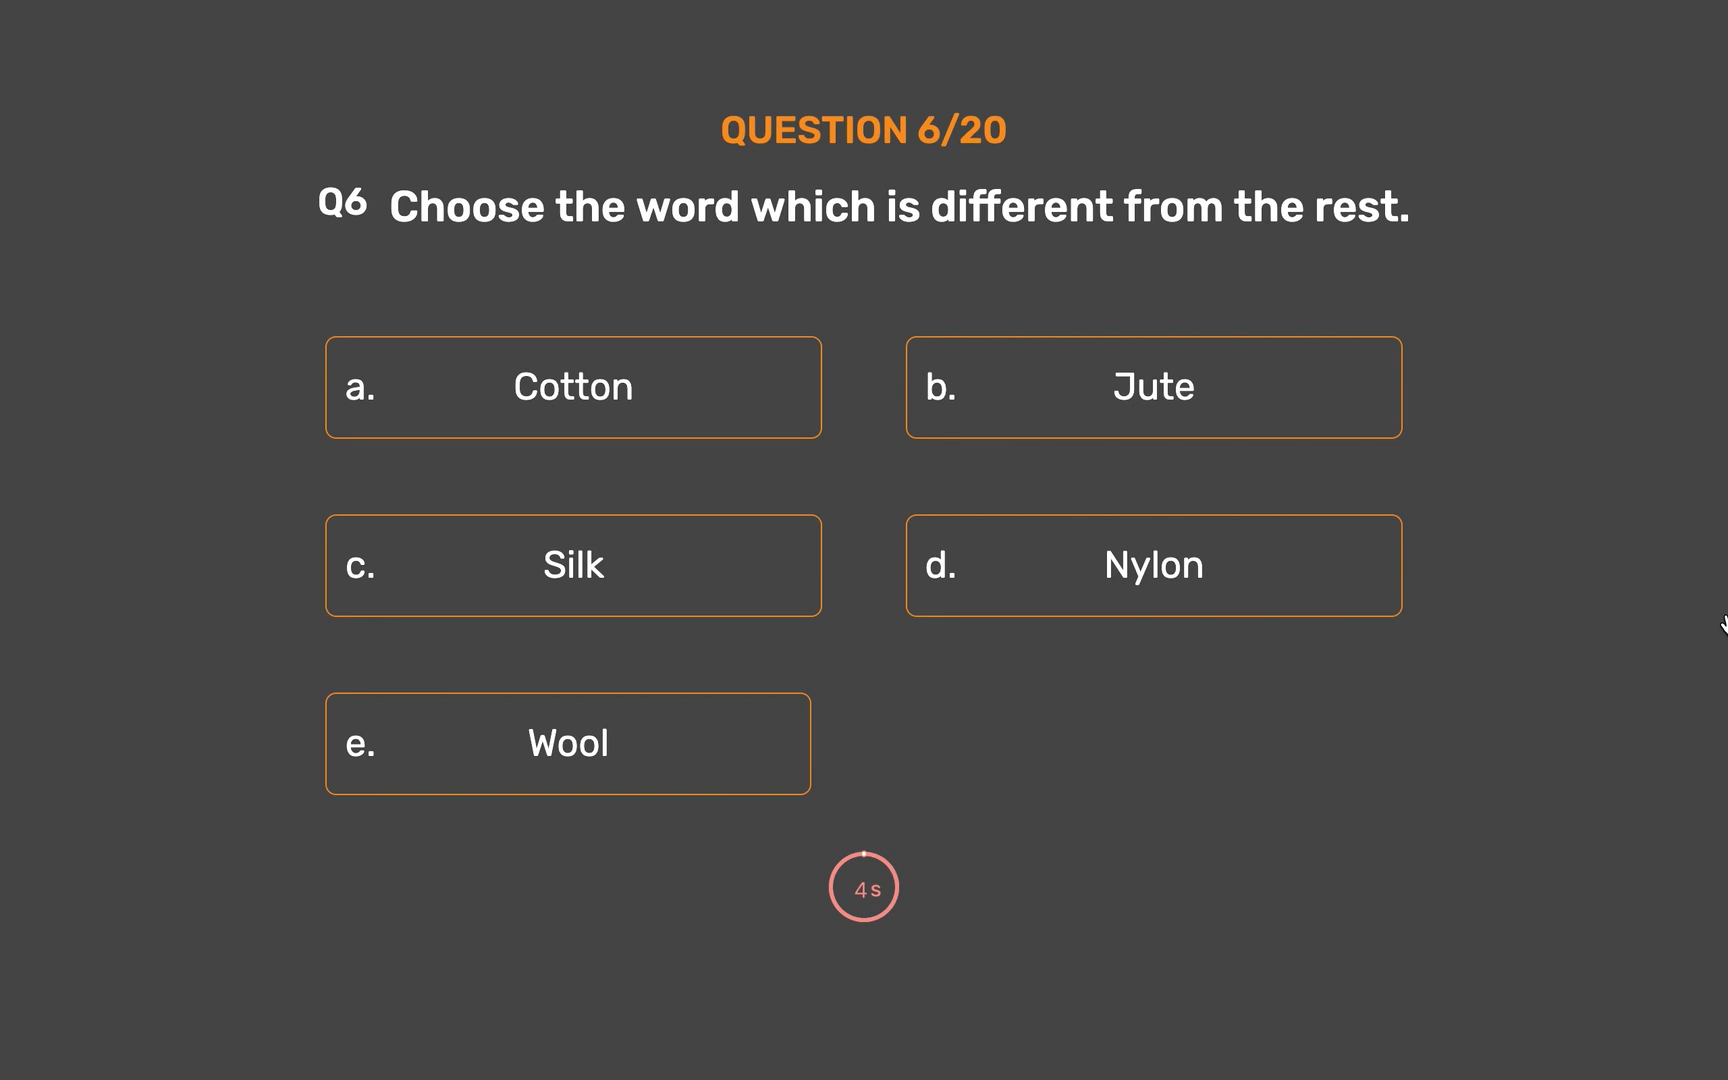 QUESTION 6/20
Q6 Choose the word which is different from the rest.
a. Cotton
b. Jute
c. Silk
d. Nylon
e. Wool
4s